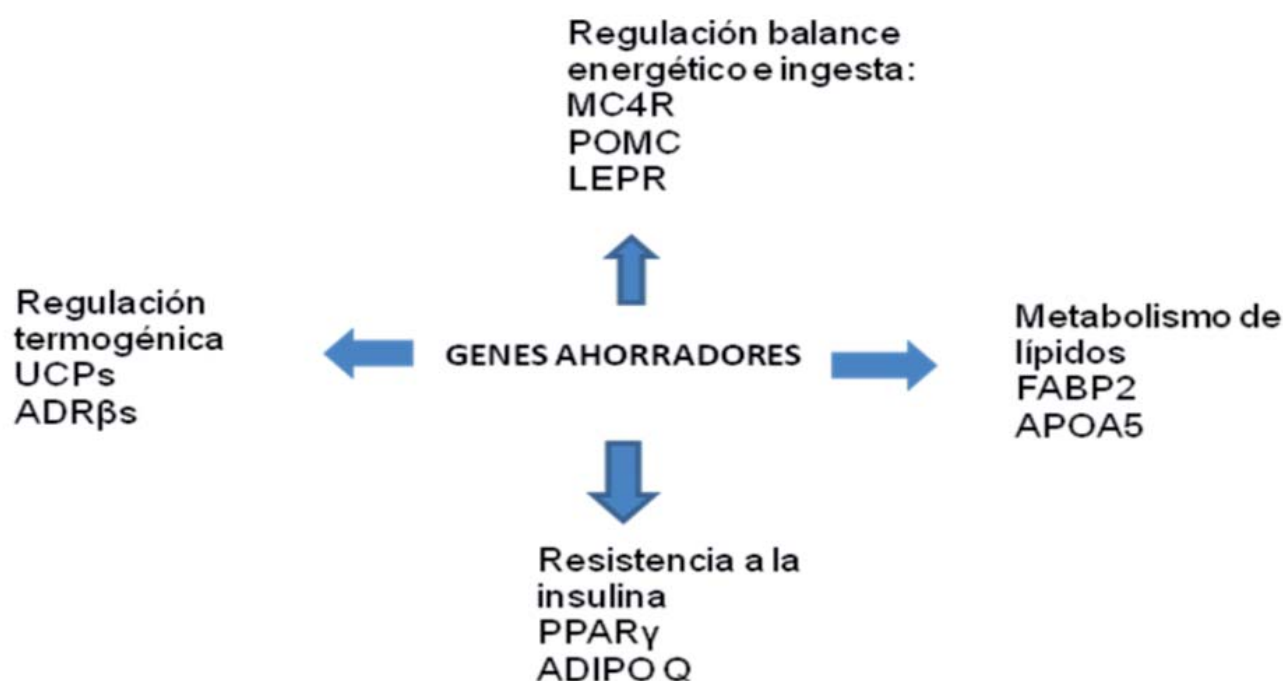 Regulación balance
energético e ingesta:
MC4R
POMC
LEPR
Regulación
termogénica
UCPs
ADRβs
GENES AHORRADORES
Metabolismo de
lípidos
FABP2
APOA5
Resistencia a la
insulina
PPARγ
ADIPO Q